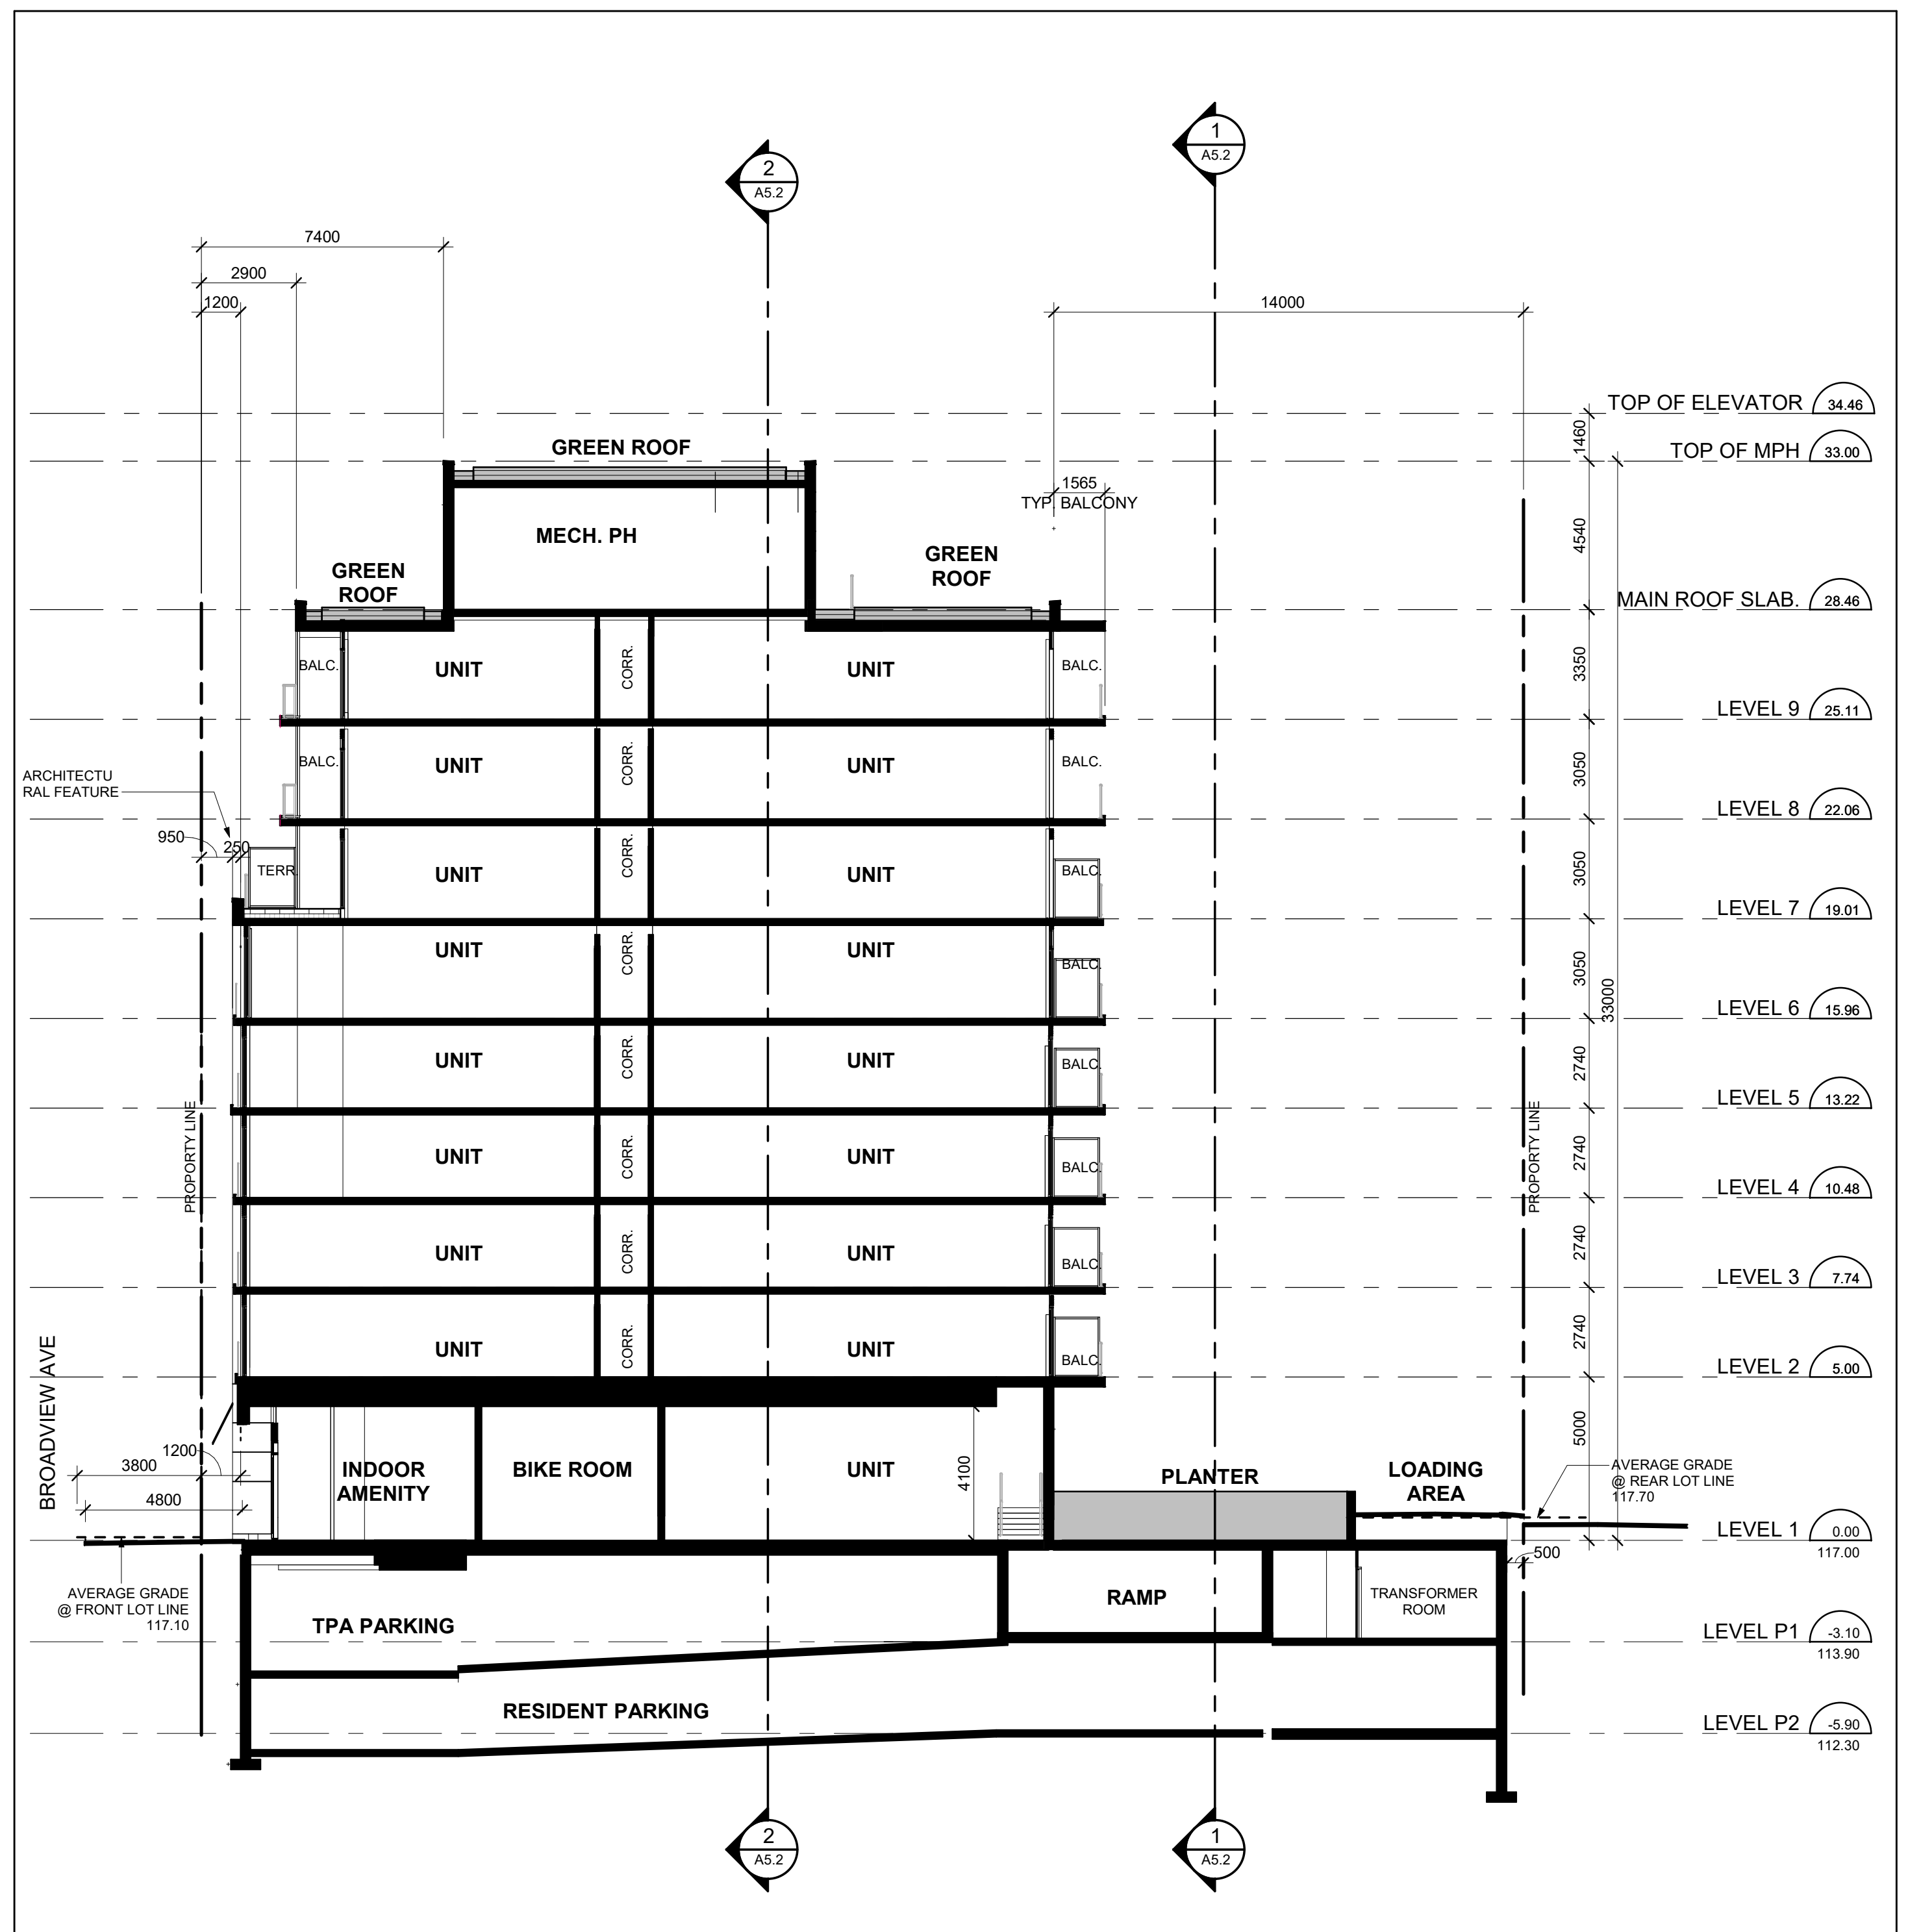 1
A5.2
2
A5.2
7400
2900
1200
14000
TOP OF ELEVATOR 34.46
1460
GREEN ROOF
TOP OF MPH 33.00
1565
TYP. BALCONY
4540
MECH. PH
GREEN
ROOF
GREEN
ROOF
MAIN ROOF SLAB. 28.46
BALC.
UNIT
CORR.
UNIT
BALC.
3350
LEVEL 9 25.11
BALC.
UNIT
CORR.
UNIT
BALC.
3050
ARCHITECTU
RAL FEATURE
LEVEL 8 22.06
950
250
TERR.
UNIT
CORR.
UNIT
BALC.
3050
LEVEL 7 19.01
UNIT
CORR.
UNIT
BALC.
3050
33000
LEVEL 6 15.96
UNIT
CORR.
UNIT
BALC.
2740
LEVEL 5 13.22
PROPORTY LINE
PROPORTY LINE
UNIT
CORR.
UNIT
BALC.
2740
LEVEL 4 10.48
UNIT
CORR.
UNIT
BALC.
2740
LEVEL 3 7.74
UNIT
CORR.
UNIT
BALC.
2740
LEVEL 2 5.00
BROADVIEW AVE
1200
3800
4800
INDOOR
AMENITY
BIKE ROOM
UNIT
4100
PLANTER
LOADING
AREA
5000
AVERAGE GRADE
@ REAR LOT LINE
117.70
LEVEL 1 0.00
117.00
500
AVERAGE GRADE
@ FRONT LOT LINE
117.10
TPA PARKING
RAMP
TRANSFORMER
ROOM
LEVEL P1 -3.10
113.90
RESIDENT PARKING
LEVEL P2 -5.90
112.30
2
A5.2
1
A5.2